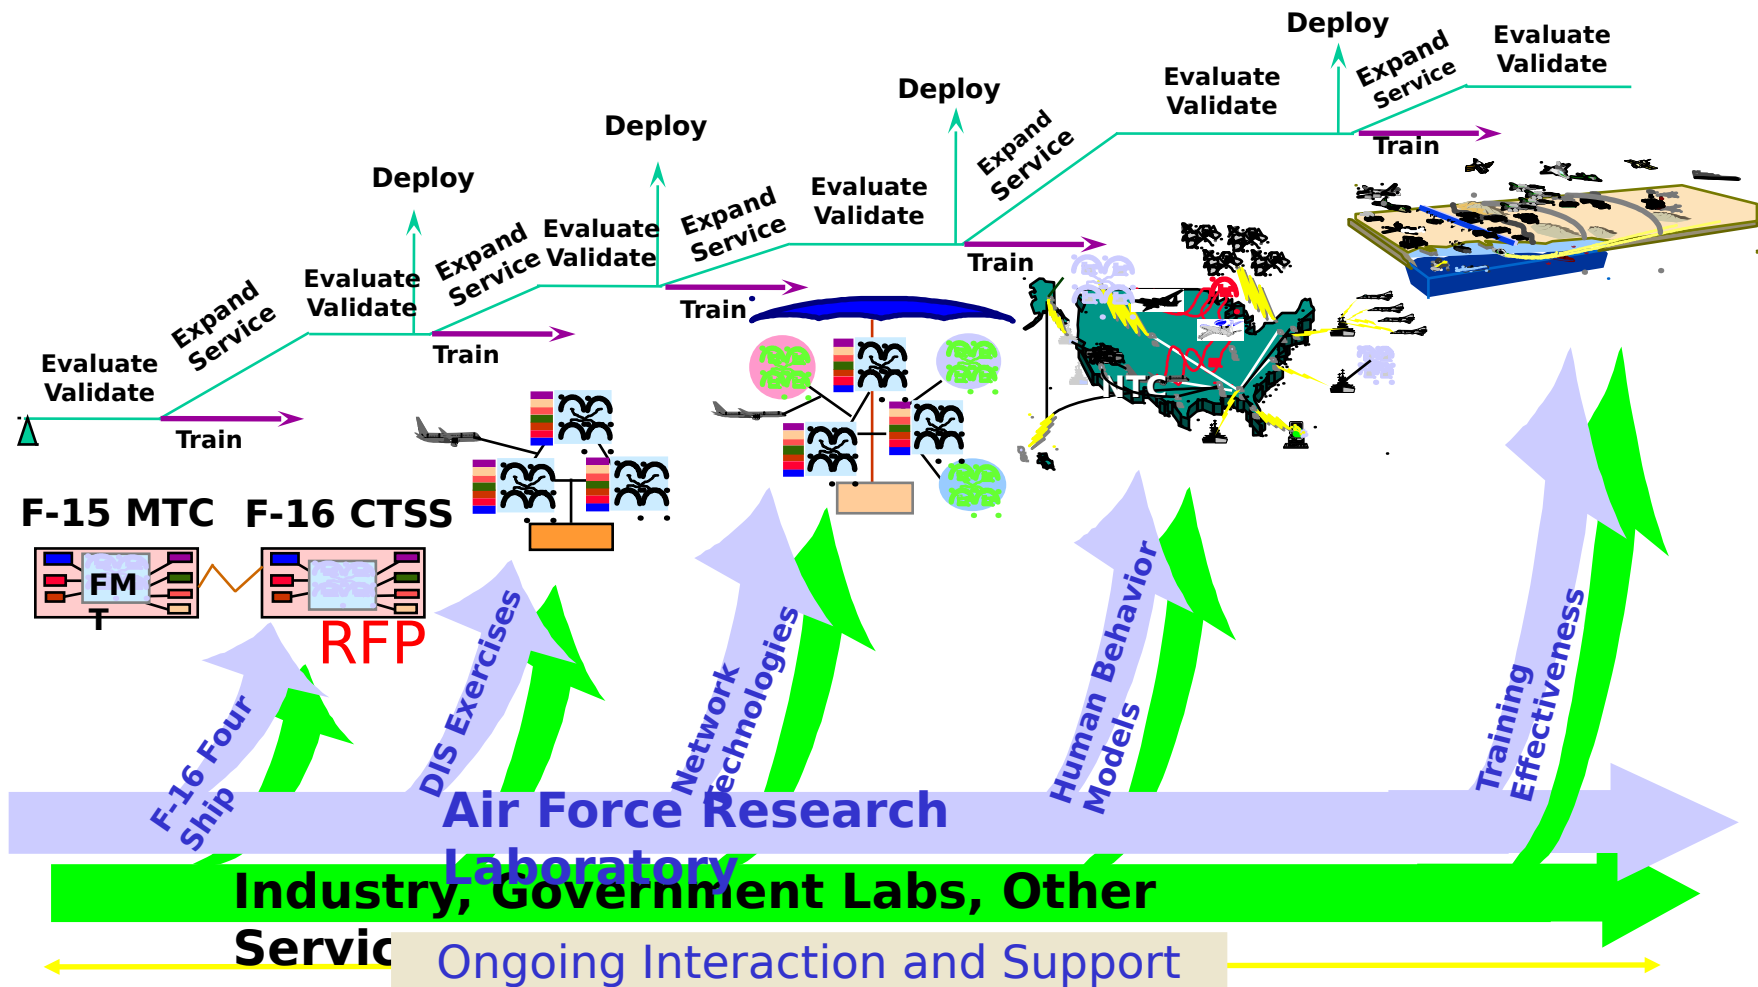 Deploy
Expand
Service
Evaluate
Validate
Train
Deploy
Evaluate
Validate
Expand
Service
Train
Deploy
Evaluate
Validate
Expand
Service
Train
Deploy
Evaluate
Validate
Expand
Service
Train
Evaluate
Validate
Expand
Service
Train
Evaluate
Validate
NTC
F-15 MTC
F-16 CTSS
FM
T
RFP
F-16 Four
Ship
DIS Exercises
Network
Technologies
Human Behavior
Models
Training
Effectiveness
Air Force Research
Laboratory
Industry, Government Labs, Other
Servic
Ongoing Interaction and Support